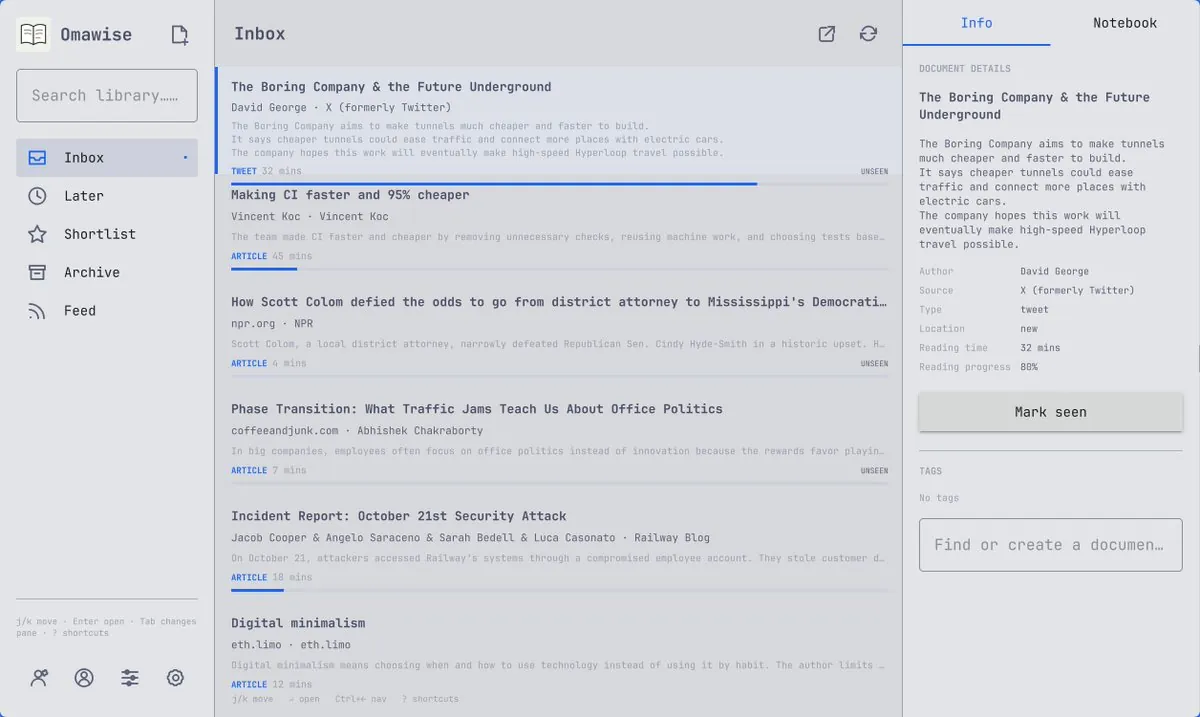 Omawise
Search library……
Inbox
Later
Shortlist
Archive
Feed
j/k move · Enter open · Tab changes
pane · ? shortcuts
Inbox
The Boring Company & the Future Underground
David George · X (formerly Twitter)
The Boring Company aims to make tunnels much cheaper and faster to build.
It says cheaper tunnels could ease traffic and connect more places with electric cars.
The company hopes this work will eventually make high-speed Hyperloop travel possible.
TWEET 32 mins
UNSEEN
Making CI faster and 95% cheaper
Vincent Koc · Vincent Koc
The team made CI faster and cheaper by removing unnecessary checks, reusing machine work, and choosing tests base…
ARTICLE 45 mins
How Scott Colom defied the odds to go from district attorney to Mississippi's Democrati…
npr.org · NPR
Scott Colom, a local district attorney, narrowly defeated Republican Sen. Cindy Hyde-Smith in a historic upset. H…
ARTICLE 4 mins
UNSEEN
Phase Transition: What Traffic Jams Teach Us About Office Politics
coffeeandjunk.com · Abhishek Chakraborty
In big companies, employees often focus on office politics instead of innovation because the rewards favor playin…
ARTICLE 7 mins
UNSEEN
Incident Report: October 21st Security Attack
Jacob Cooper & Angelo Saraceno & Sarah Bedell & Luca Casonato · Railway Blog
On October 21, attackers accessed Railway's systems through a compromised employee account. They stole customer d…
ARTICLE 18 mins
Digital minimalism
eth.limo · eth.limo
Digital minimalism means choosing when and how to use technology instead of using it by habit. The author limits …
ARTICLE 12 mins
j/k move open nav ? shortcuts
Info
Notebook
DOCUMENT DETAILS
The Boring Company & the Future
Underground
The Boring Company aims to make tunnels
much cheaper and faster to build.
It says cheaper tunnels could ease
traffic and connect more places with
electric cars.
The company hopes this work will
eventually make high-speed Hyperloop
travel possible.
Author David George
Source X (formerly Twitter)
Type tweet
Location new
Reading time 32 mins
Reading progress 80%
Mark seen
TAGS
No tags
Find or create a documen…